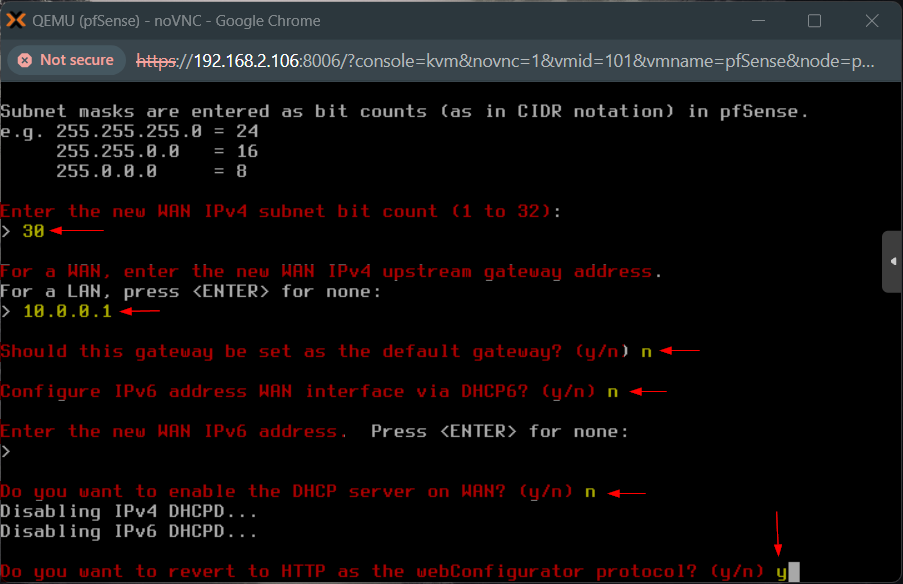 QEMU (pfSense) - noVNC - Google Chrome
Not secure https://192.168.2.106:8006/?console=kvm&novnc=1&vmid=101&vmname=pfSense&node=p...
Subnet masks are entered as bit counts (as in CIDR notation) in pfSense.
e.g. 255.255.255.0 = 24
255.255.0.0 = 16
255.0.0.0 = 8
Enter the new WAN IPv4 subnet bit count (1 to 32):
> 30
For a WAN, enter the new WAN IPv4 upstream gateway address.
For a LAN, press <ENTER> for none:
> 10.0.0.1
Should this gateway be set as the default gateway? (y/n) n
Configure IPv6 address WAN interface via DHCP6? (y/n) n
Enter the new WAN IPv6 address. Press <ENTER> for none:
>
Do you want to enable the DHCP server on WAN? (y/n) n
Disabling IPv4 DHCPD...
Disabling IPv6 DHCPD...
Do you want to revert to HTTP as the webConfigurator protocol? (y/n) y